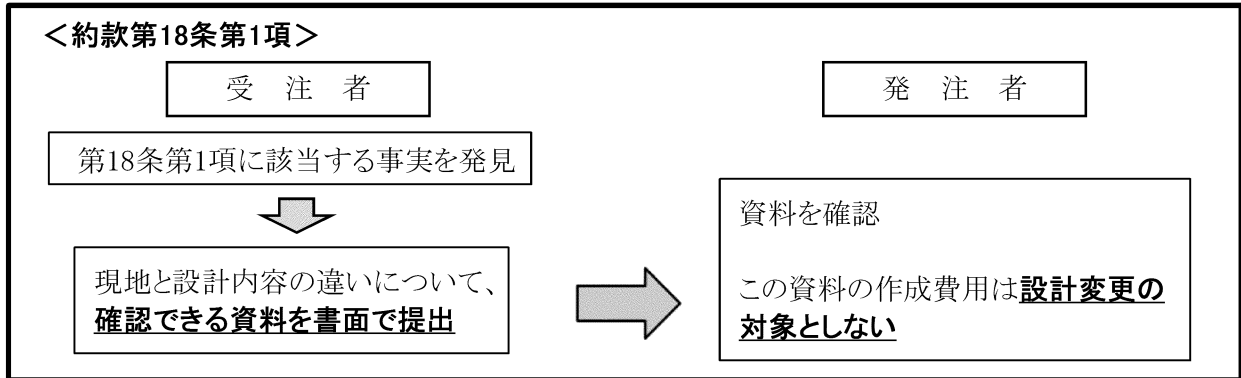 ＜約款第18条第1項＞
受　注　者
第18条第1項に該当する事実を発見
現地と設計内容の違いについて、
確認できる資料を書面で提出
発　注　者
資料を確認
この資料の作成費用は設計変更の
対象としない